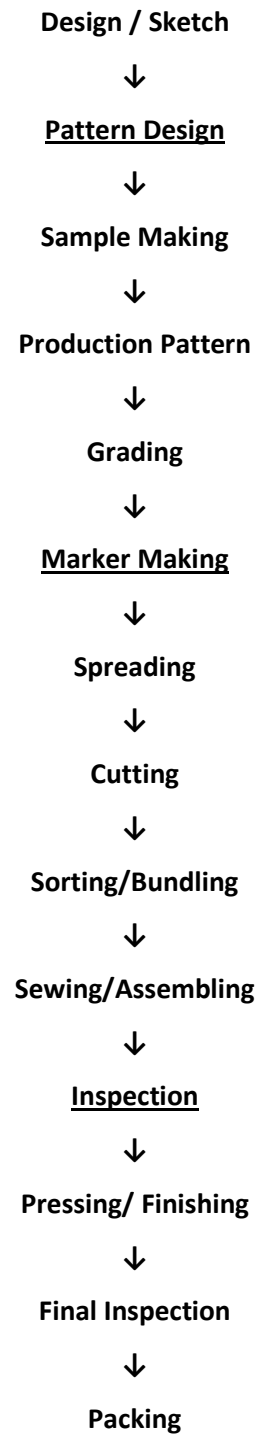 Design / Sketch
↓
Pattern Design
↓
Sample Making
↓
Production Pattern
↓
Grading
↓
Marker Making
↓
Spreading
↓
Cutting
↓
Sorting/Bundling
↓
Sewing/Assembling
↓
Inspection
↓
Pressing/ Finishing
↓
Final Inspection
↓
Packing